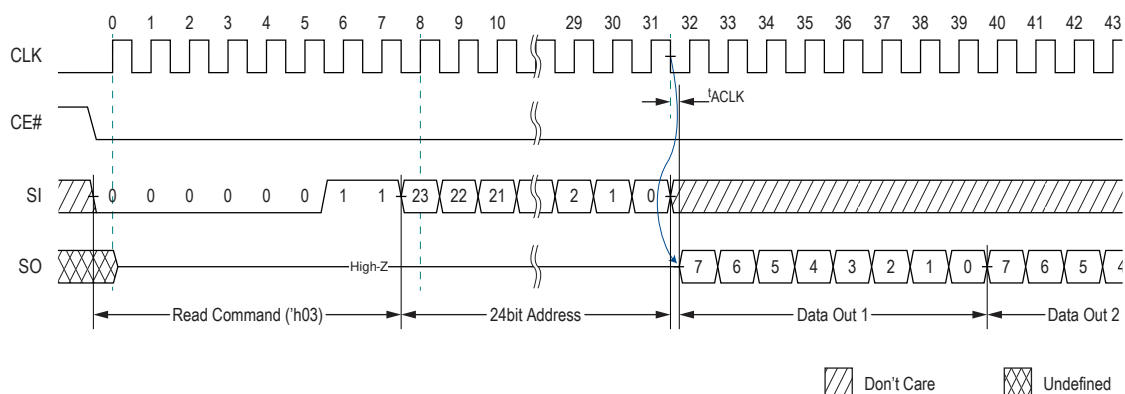 0 1 2 3 4 5 6 7 8 9 10 29 30 31 32 33 34 35 36 37 38 39 40 41 42 43
CLK
tACLK
CE#
SI 0 0 0 0 0 0 1 1 23 22 21 2 1 0
SO High-Z 7 6 5 4 3 2 1 0 7 6 5 4
Read Command ('h03) 24bit Address Data Out 1 Data Out 2
Don't Care Undefined